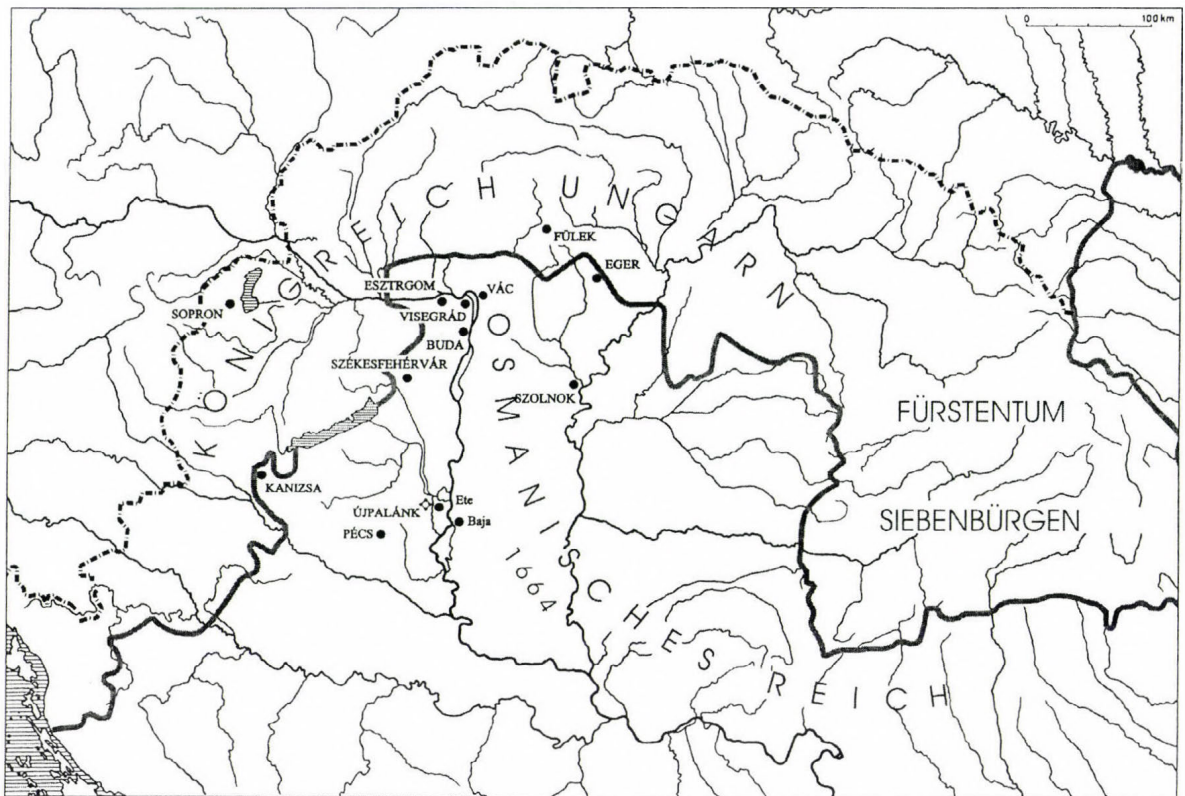 0 100 km
KÖNIGREICH UNGARN
FÜLEK
EGER
ESZTRGOM
VÁC
SOPRON
VISEGRÁD
BUDA
SZÉKESFEHÉRVÁR
SZOLNOK
FÜRSTENTUM
SIEBENBÜRGEN
KANIZSA
Ete
ÚJPALÁNK
Baja
PÉCS
OSMANISCHES REICH
1664